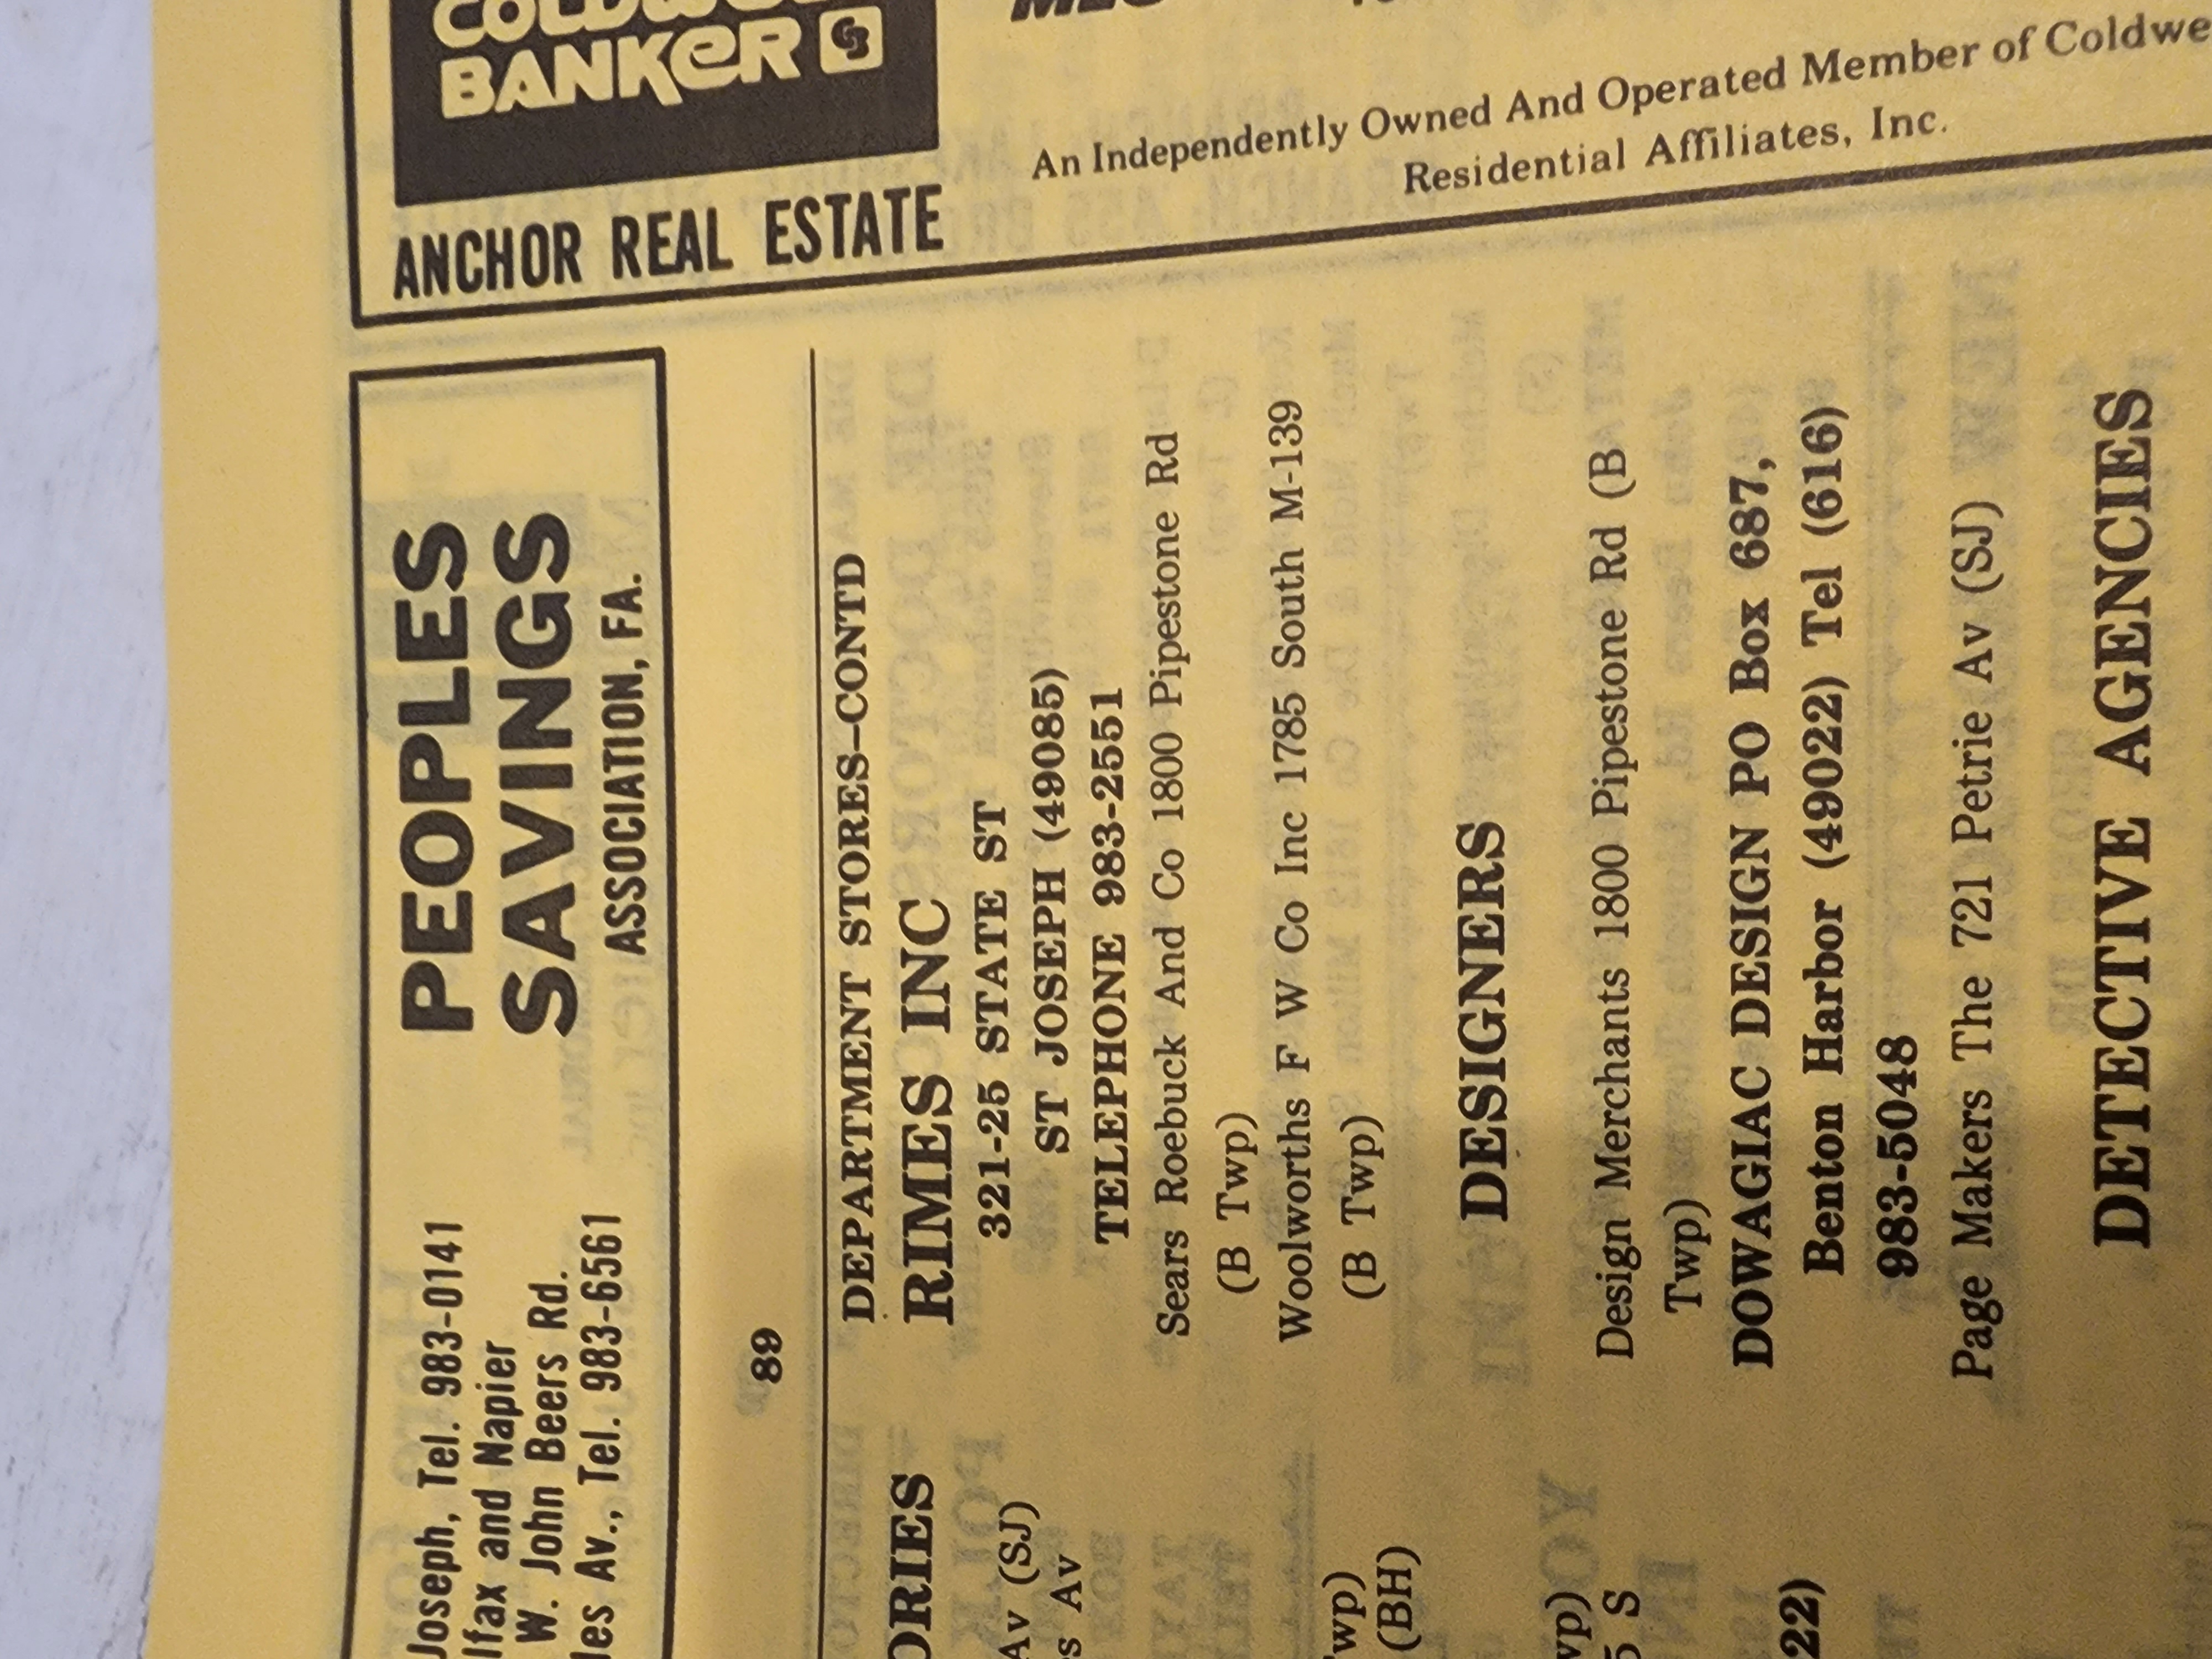 PEOPLES
SAVINGS
ASSOCIATION, FA.
Joseph, Tel. 983-0141
lfax and Napier
W. John Beers Rd.
les Av., Tel. 983-6561
BANKER
ANCHOR REAL ESTATE
An Independently Owned And Operated Member of Coldwe
Residential Affiliates, Inc.
89
ORIES
Av (SJ)
s Av
wp)
(BH)
vp)
5 S
22)
DEPARTMENT STORES—CONTD
RIMES INC
321-25 STATE ST
ST JOSEPH (49085)
TELEPHONE 983-2551
Sears Roebuck And Co 1800 Pipestone Rd
(B Twp)
Woolworths F W Co Inc 1785 South M-139
(B Twp)
DESIGNERS
Design Merchants 1800 Pipestone Rd (B
Twp)
DOWAGIAC DESIGN PO Box 687,
Benton Harbor (49022) Tel (616)
983-5048
Page Makers The 721 Petrie Av (SJ)
DETECTIVE AGENCIES